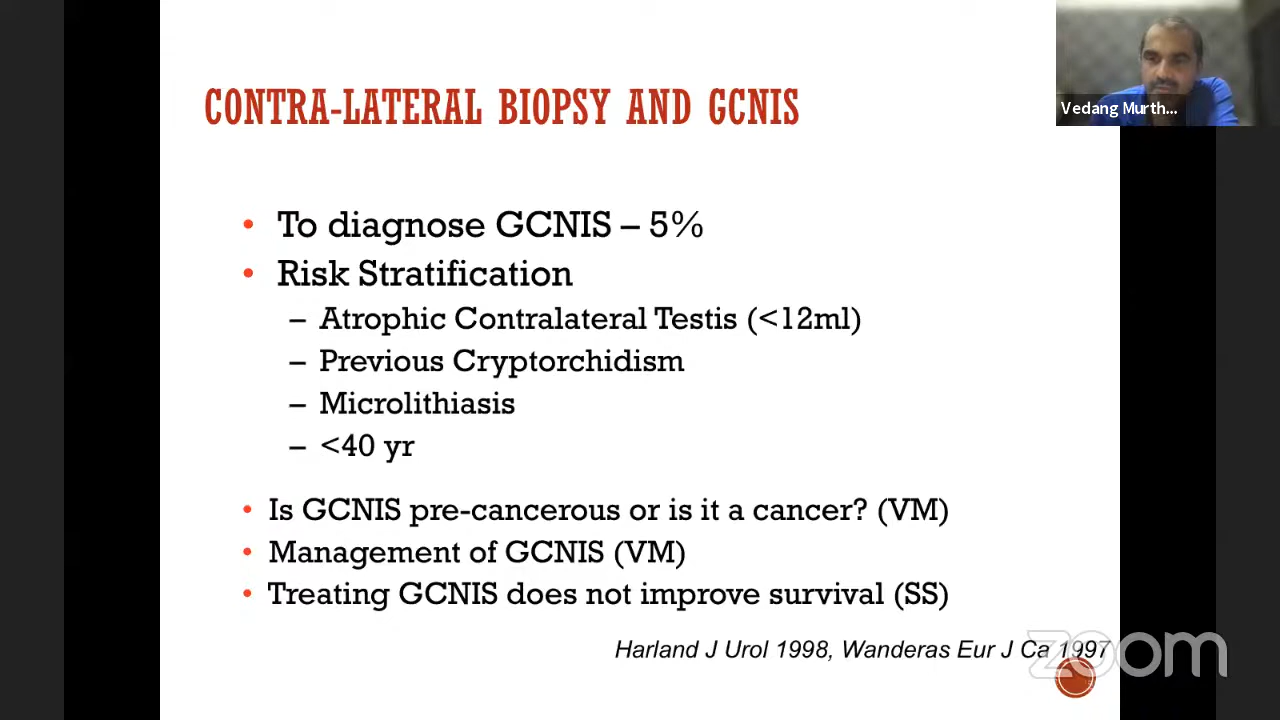 CONTRA-LATERAL BIOPSY AND GCNIS
Vedang Murth...
• To diagnose GCNIS – 5%
• Risk Stratification
– Atrophic Contralateral Testis (<12ml)
– Previous Cryptorchidism
– Microlithiasis
– <40 yr
• Is GCNIS pre-cancerous or is it a cancer? (VM)
• Management of GCNIS (VM)
• Treating GCNIS does not improve survival (SS)
Harland J Urol 1998, Wanderas Eur J Ca 1997
zoom